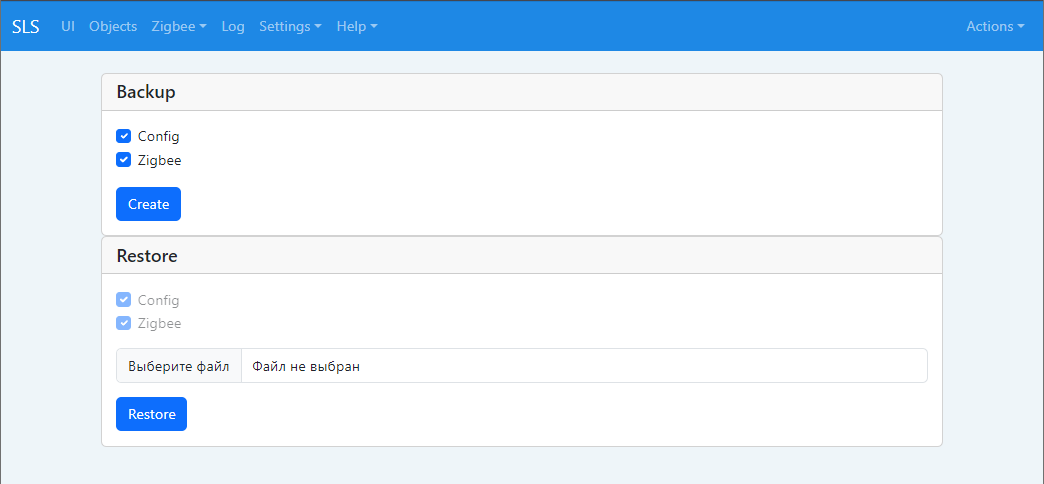 SLS UI Objects Zigbee Log Settings Help Actions
Backup
Config
Zigbee
Create
Restore
Config
Zigbee
Выберите файл Файл не выбран
Restore